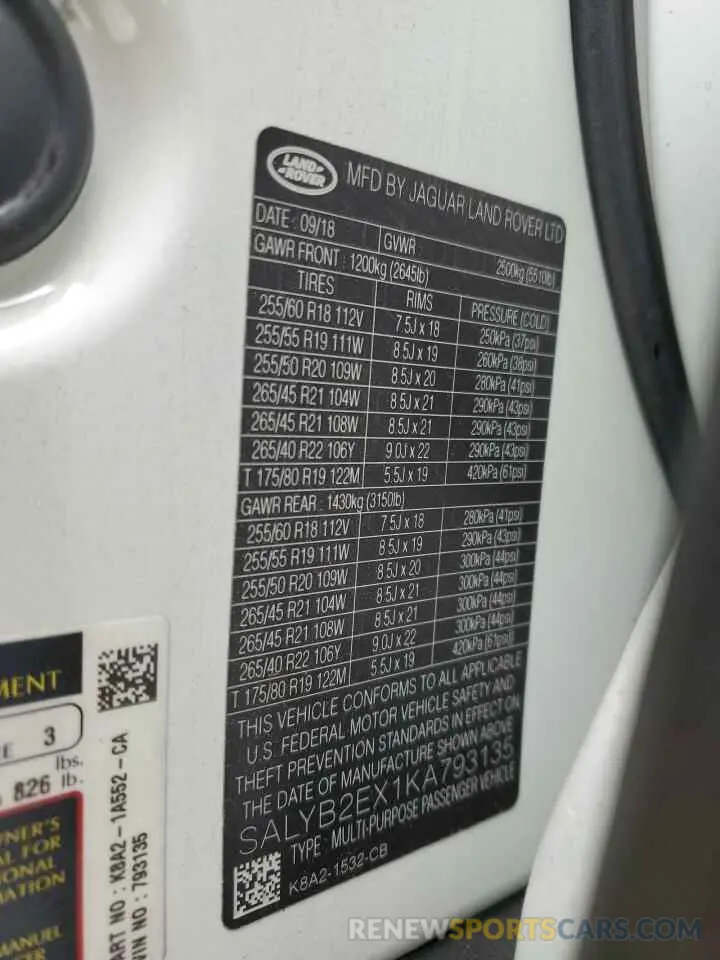 LAND ROVER
MFD BY JAGUAR LAND ROVER LTD
DATE : 09/18 GVWR 2500kg (5510lb)
GAWR FRONT : 1200kg (2645lb)
TIRES RIMS PRESSURE (COLD)
255/60 R18 112V 7.5J x 18 250kPa (37psi)
255/55 R19 111W 8.5J x 19 260kPa (38psi)
255/50 R20 109W 8.5J x 20 280kPa (41psi)
265/45 R21 104W 8.5J x 21 290kPa (43psi)
265/45 R21 108W 8.5J x 21 290kPa (43psi)
265/40 R22 106Y 9.0J x 22 290kPa (43psi)
T 175/80 R19 122M 5.5J x 19 420kPa (61psi)
GAWR REAR : 1430kg (3150lb)
255/60 R18 112V 7.5J x 18 280kPa (41psi)
255/55 R19 111W 8.5J x 19 290kPa (43psi)
255/50 R20 109W 8.5J x 20 300kPa (44psi)
265/45 R21 104W 8.5J x 21 300kPa (44psi)
265/45 R21 108W 8.5J x 21 300kPa (44psi)
265/40 R22 106Y 9.0J x 22 300kPa (44psi)
T 175/80 R19 122M 5.5J x 19 420kPa (61psi)
THIS VEHICLE CONFORMS TO ALL APPLICABLE
U.S. FEDERAL MOTOR VEHICLE SAFETY AND
THEFT PREVENTION STANDARDS IN EFFECT ON
THE DATE OF MANUFACTURE SHOWN ABOVE
SALYB2EX1KA793135
TYPE : MULTI-PURPOSE PASSENGER VEHICLE
K8A2-1532-CB
MENT
3
lbs.
826 lb.
NER'S
AL FOR
IONAL
MATION
MANUEL
PART NO : K8A2-1A552-CA
VIN NO : 793135
RENEWSPORTSCARS.COM